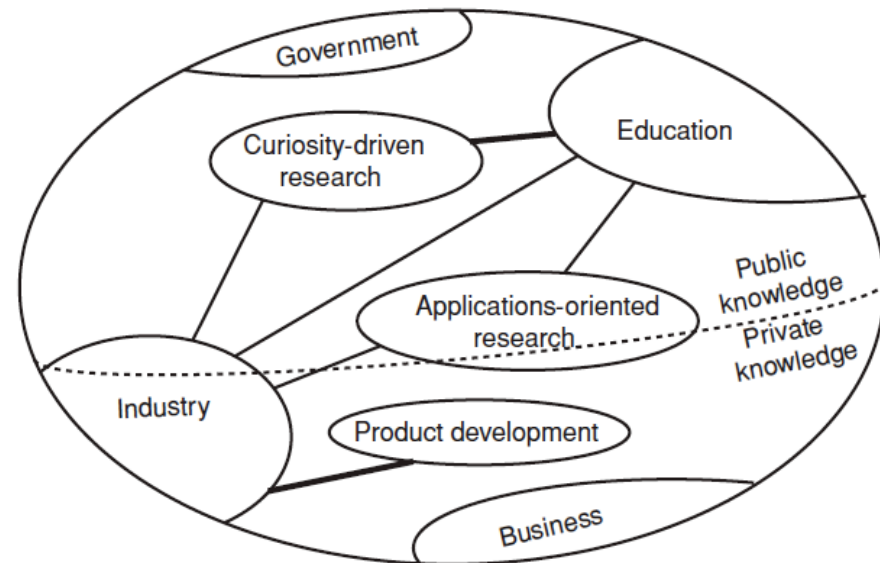 Government
Education
Curiosity-driven
research
Public
knowledge
Applications-oriented
research
Private
knowledge
Industry
Product development
Business